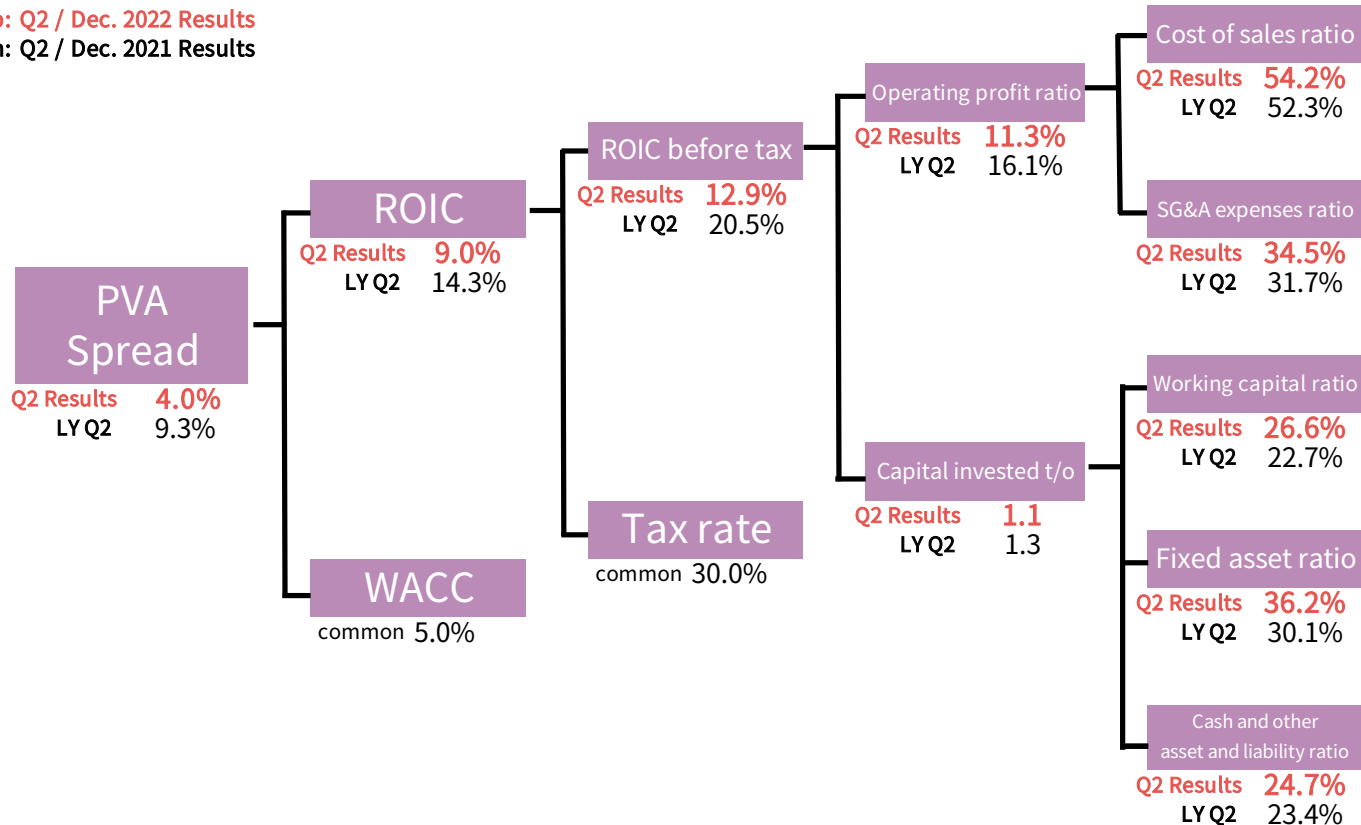 : Q2 / Dec. 2022 Results
: Q2 / Dec. 2021 Results
PVA
Spread
Q2 Results 4.0%
LY Q2 9.3%
ROIC
Q2 Results 9.0%
LY Q2 14.3%
WACC
common 5.0%
ROIC before tax
Q2 Results 12.9%
LY Q2 20.5%
Tax rate
common 30.0%
Operating profit ratio
Q2 Results 11.3%
LY Q2 16.1%
Capital invested t/o
Q2 Results 1.1
LY Q2 1.3
Cost of sales ratio
Q2 Results 54.2%
LY Q2 52.3%
SG&A expenses ratio
Q2 Results 34.5%
LY Q2 31.7%
Working capital ratio
Q2 Results 26.6%
LY Q2 22.7%
Fixed asset ratio
Q2 Results 36.2%
LY Q2 30.1%
Cash and other
asset and liability ratio
Q2 Results 24.7%
LY Q2 23.4%